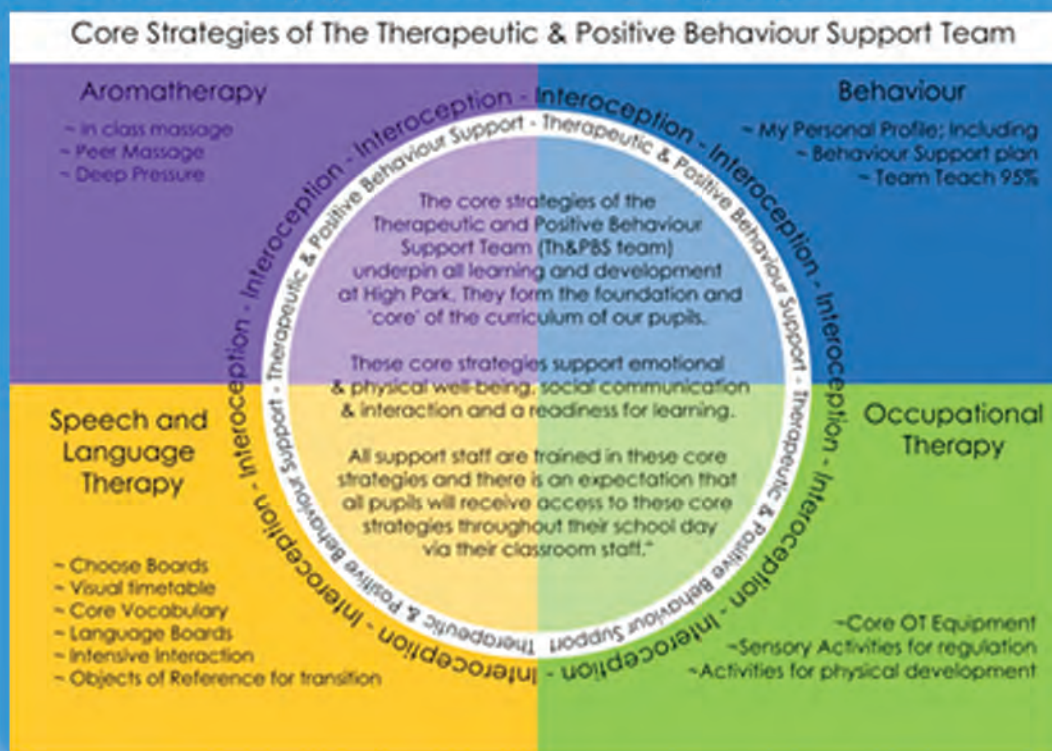 Core Strategies of The Therapeutic & Positive Behaviour Support Team
Aromatherapy
~ In class massage
~ Peer Massage
~ Deep Pressure
Behaviour
~ My Personal Profile; Including
~ Behaviour Support plan
~ Team Teach 95%
Interoception - Interoception - Interoception - Interoception - Interoception - Interoception - Interoception - Interoception - Interoception - Interoception - Interoception - Interoception -
Therapeutic & Positive Behaviour Support - Therapeutic & Positive Behaviour Support - Therapeutic & Positive Behaviour Support Therapeutic & Positive Behaviour Support - Therapeutic & Positive Behaviour Support -
The core strategies of the
Therapeutic and Positive Behaviour
Support Team (Th&PBS team)
underpin all learning and development
at High Park. They form the foundation and
'core' of the curriculum of our pupils.
These core strategies support emotional
& physical well-being, social communication
& interaction and a readiness for learning.
All support staff are trained in these core
strategies and there is an expectation that
all pupils will receive access to these core
strategies throughout their school day
via their classroom staff."
Speech and
Language
Therapy
~ Choose Boards
~ Visual timetable
~ Core Vocabulary
~ Language Boards
~ Intensive Interaction
~ Objects of Reference for transition
Occupational
Therapy
~Core OT Equipment
~Sensory Activities for regulation
~Activities for physical development